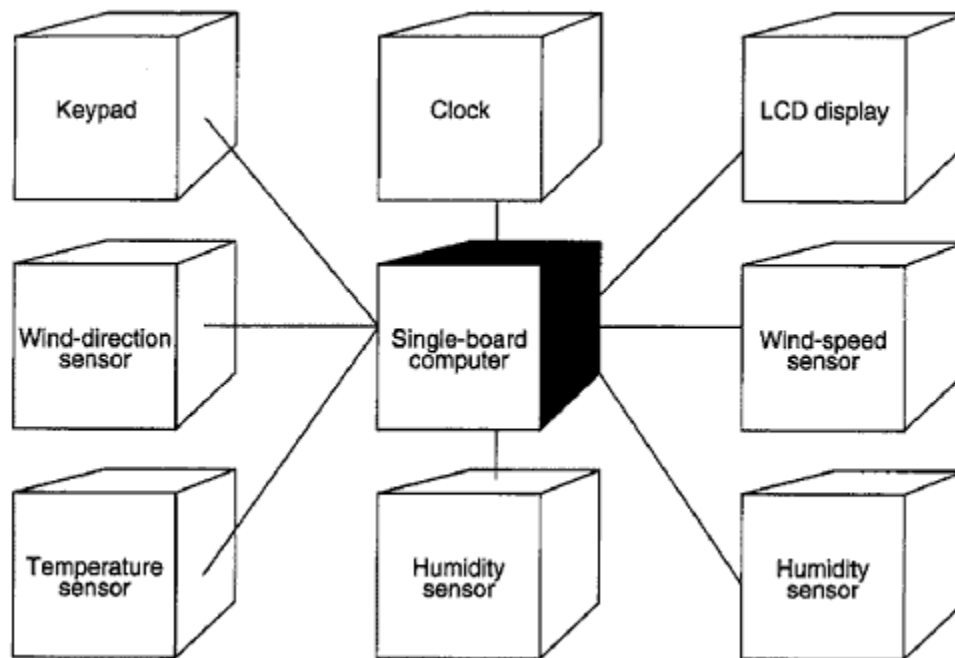 Keypad
Clock
LCD display
Wind-direction
sensor
Single-board
computer
Wind-speed
sensor
Temperature
sensor
Humidity
sensor
Humidity
sensor